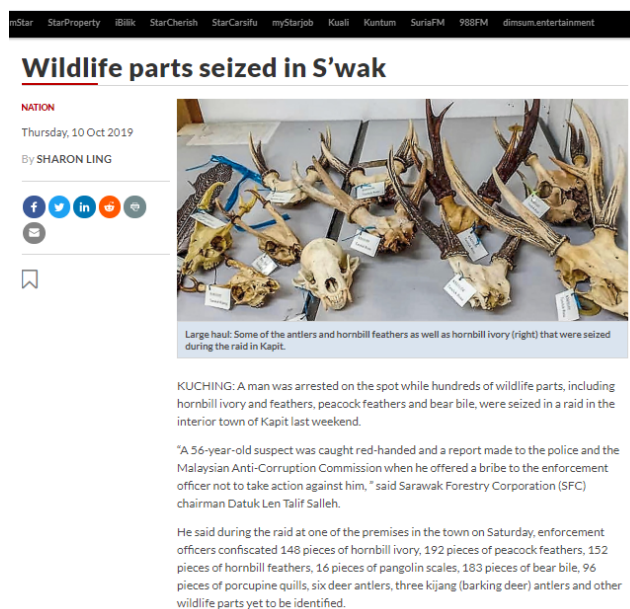 mStar StarProperty iBilik StarCherish StarCarsifu myStarjob Kuali Kuntum SuriaFM 988FM dimsum.entertainment
Wildlife parts seized in S'wak
NATION
Thursday, 10 Oct 2019
By SHARON LING
Large haul: Some of the antlers and hornbill feathers as well as hornbill ivory (right) that were seized
during the raid in Kapit.
KUCHING: A man was arrested on the spot while hundreds of wildlife parts, including
hornbill ivory and feathers, peacock feathers and bear bile, were seized in a raid in the
interior town of Kapit last weekend.
"A 56-year-old suspect was caught red-handed and a report made to the police and the
Malaysian Anti-Corruption Commission when he offered a bribe to the enforcement
officer not to take action against him, " said Sarawak Forestry Corporation (SFC)
chairman Datuk Len Talif Salleh.
He said during the raid at one of the premises in the town on Saturday, enforcement
officers confiscated 148 pieces of hornbill ivory, 192 pieces of peacock feathers, 152
pieces of hornbill feathers, 16 pieces of pangolin scales, 183 pieces of bear bile, 96
pieces of porcupine quills, six deer antlers, three kijang (barking deer) antlers and other
wildlife parts yet to be identified.